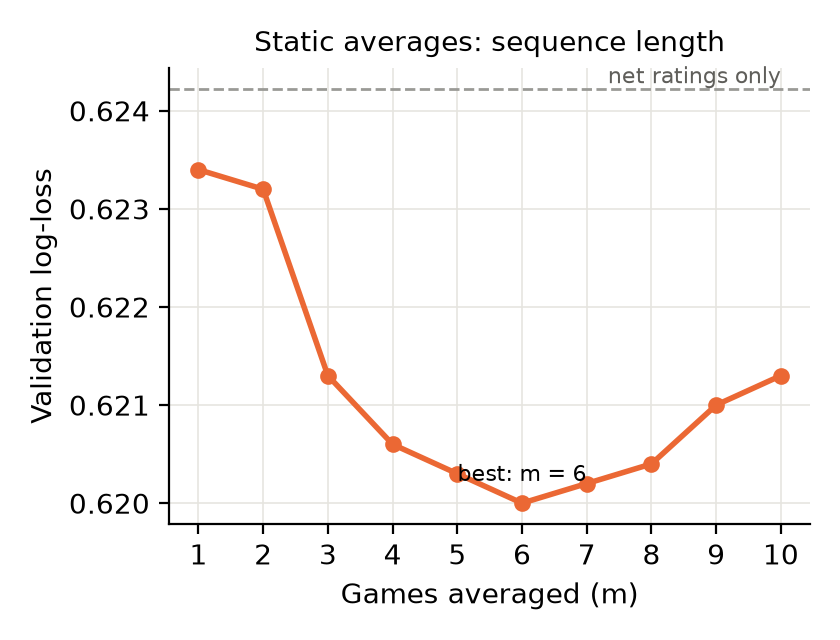 Static averages: sequence length
net ratings only
Validation log-loss
0.624
0.623
0.622
0.621
0.620
best: m = 6
1 2 3 4 5 6 7 8 9 10
Games averaged (m)